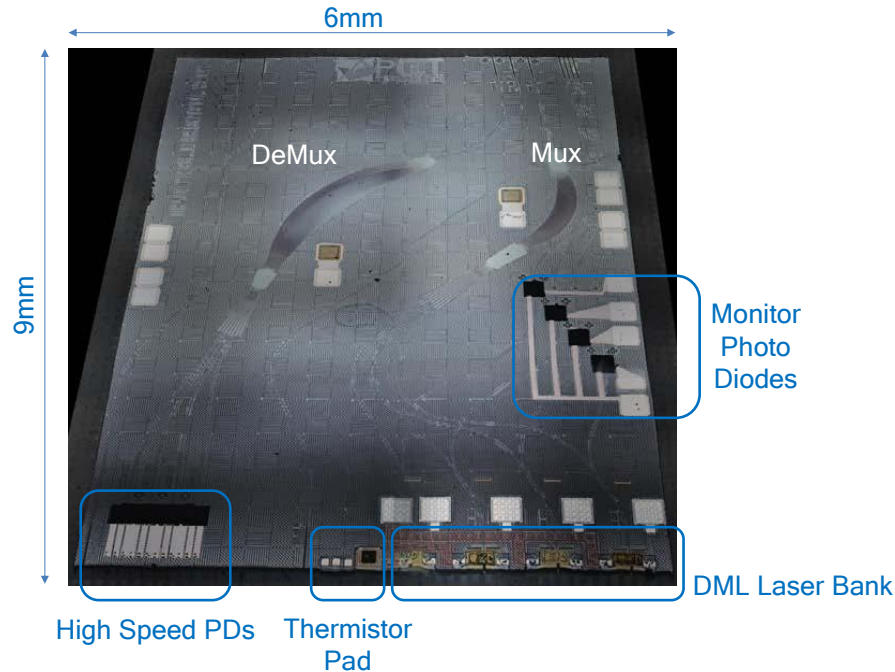 6mm
DeMux
Mux
9mm
Monitor
Photo
Diodes
DML Laser Bank
High Speed PDs
Thermistor
Pad